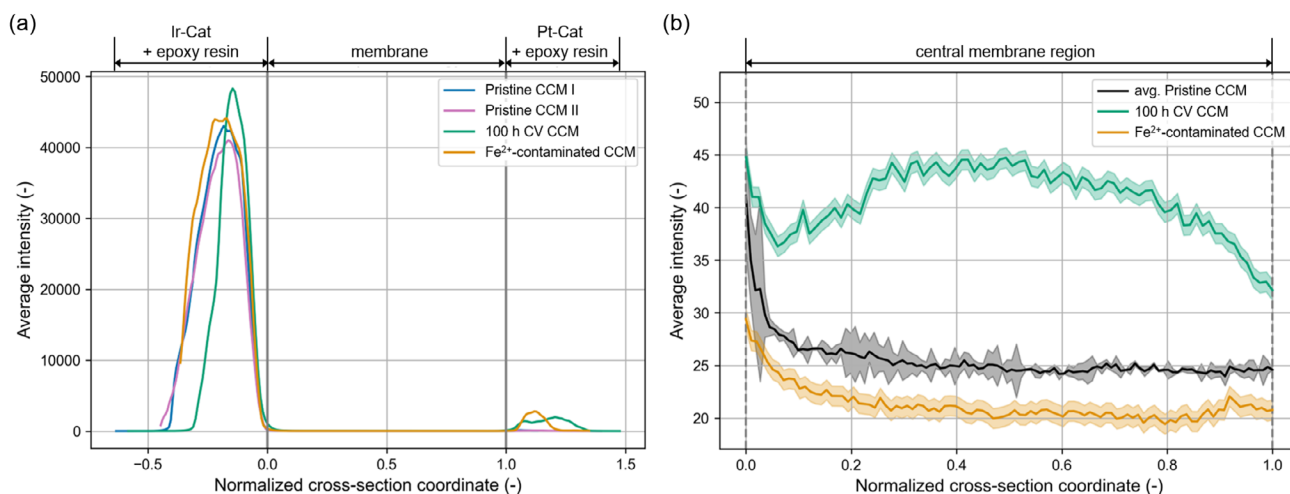 (a)
Ir-Cat
+ epoxy resin
membrane
Pt-Cat
+ epoxy resin
Average intensity (-)
50000
40000
30000
20000
10000
0
Pristine CCM I
Pristine CCM II
100 h CV CCM
Fe²⁺-contaminated CCM
−0.5
0.0
0.5
1.0
1.5
Normalized cross-section coordinate (-)
(b)
central membrane region
Average intensity (-)
50
45
40
35
30
25
20
avg. Pristine CCM
100 h CV CCM
Fe²⁺-contaminated CCM
0.0
0.2
0.4
0.6
0.8
1.0
Normalized cross-section coordinate (-)